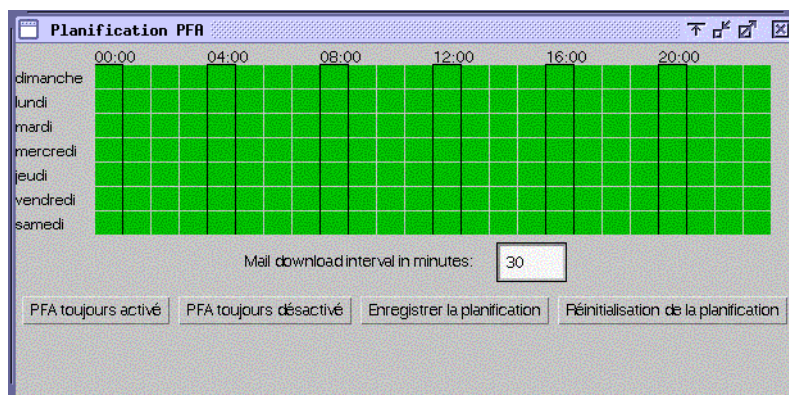 Planification PFA
00:00 04:00 08:00 12:00 16:00 20:00
dimanche
lundi
mardi
mercredi
jeudi
vendredi
samedi
Mail download interval in minutes: 30
PFA toujours activé PFA toujours désactivé Enregistrer la planification Réinitialisation de la planification